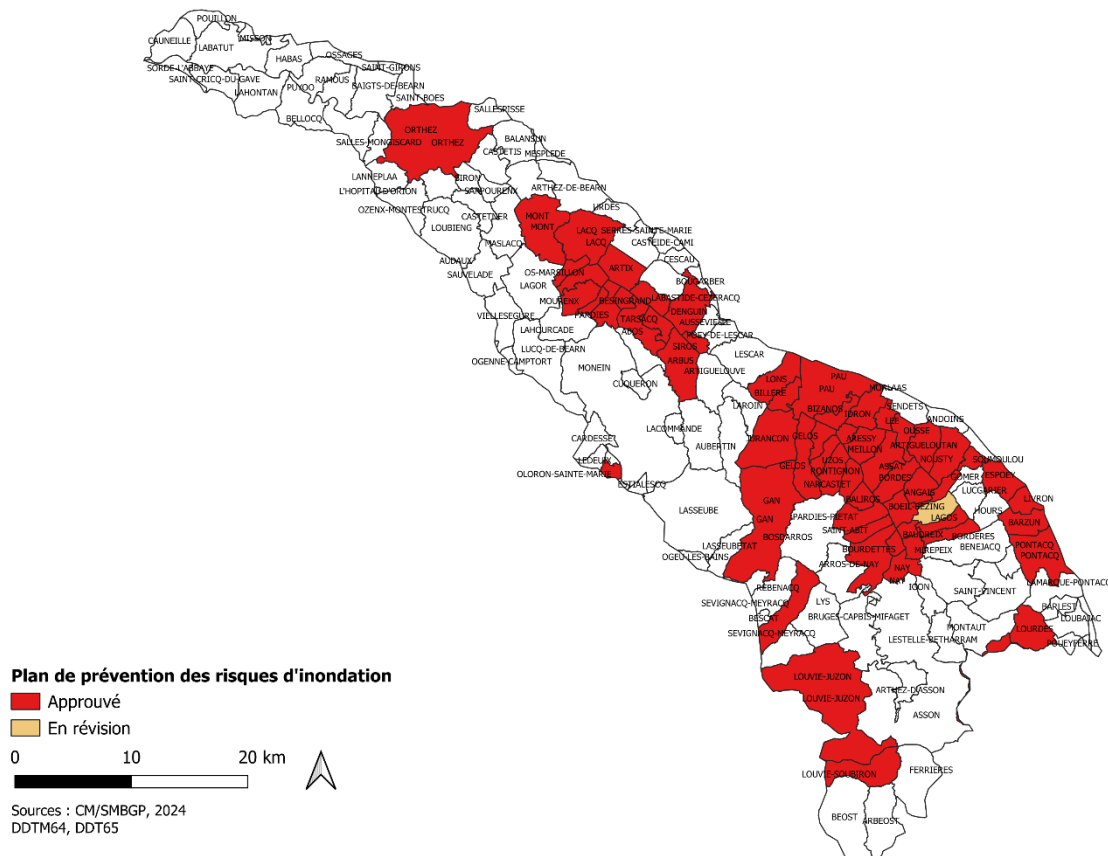 POUILLON
CAUNEILLE
MISSON
LABATUT
HABAS
OSSAGES
SORDE-L'ABBAYE
SAINT-GIRONS
SAINT-CRICQ-DU-GAVE
RAMOUS
BAIGTS-DE-BEARN
PUYOO
LAHONTAN
SAINT-BOES
BELLOCQ
SALLESPISSE
ORTHEZ
SALLES-MONGISCARD
ORTHEZ
BALANSUN
CASTETIS
MESPLEDE
LANNEPLAA
BIRON
L'HOPITAL-D'ORION
SARPOURENX
ARTHEZ-DE-BEARN
OZENX-MONTESTRUCQ
CASTETNER
MONT
URDES
LOUBIENG
MONT
LACQ
SERRES-SAINTE-MARIE
MASLACQ
LACQ
CASTEIDE-CAMI
AUDAUX
CESCAU
SAUVELADE
OS-MARSILLON
ARTIX
LAGOR
BOUGARBER
MOURENX
BESINGRAND
LABASTIDE-CEZERACQ
VIELLESEGURE
PARDIES
TARSACQ
DENGUIN
LAHOURCADE
ABOS
AUSSEVIELLE
POEY-DE-LESCAR
LUCQ-DE-BEARN
SIROS
OGENNE-CAMPTORT
MONEIN
ARBUS
LESCAR
ARTIGUELOUVE
CUQUERON
LONS
PAU
BILLERE
PAU
MORLAAS
LAROIN
BIZANOS
IDRON
SENDETS
LEE
ANDOINS
LACOMMANDE
OUSSE
CARDESSE
AUBERTIN
JURANCON
GELOS
ARESSY
ARTIGUELOUTAN
MEILLON
LEDEUIX
UZOS
NOUSTY
SOUMOULOU
OLORON-SAINTE-MARIE
GELOS
RONTIGNON
ASSAT
GOMER
ESPOEY
ESTIALESCQ
NARCASTET
BORDES
LUCGARIER
ANGAIS
LIVRON
LASSEUBE
GAN
BALIROS
BOEIL-BEZING
HOURS
GAN
PARDIES-PIETAT
LAGOS
BARZUN
SAINT-ABIT
BAUDREIX
BOSDARROS
BORDERES
LASSEUBETAT
BOURDETTES
MIREPEIX
BENEJACQ
PONTACQ
OGEU-LES-BAINS
PONTACQ
ARROS-DE-NAY
NAY
REBENACQ
NAY
IGON
LAMARQUE-PONTACQ
SEVIGNACQ-MEYRACQ
LYS
SAINT-VINCENT
BARLEST
BESCAT
BRUGES-CAPBIS-MIFAGET
LOUBAJAC
SEVIGNACQ-MEYRACQ
MONTAUT
LOURDES
LESTELLE-BETHARRAM
POUEYFERRE
LOUVIE-JUZON
ARTHEZ-D'ASSON
LOUVIE-JUZON
ASSON
LOUVIE-SOUBIRON
FERRIERES
BEOST
ARBEOST
Plan de prévention des risques d'inondation
Approuvé
En révision
0 10 20 km
Sources : CM/SMBGP, 2024
DDTM64, DDT65